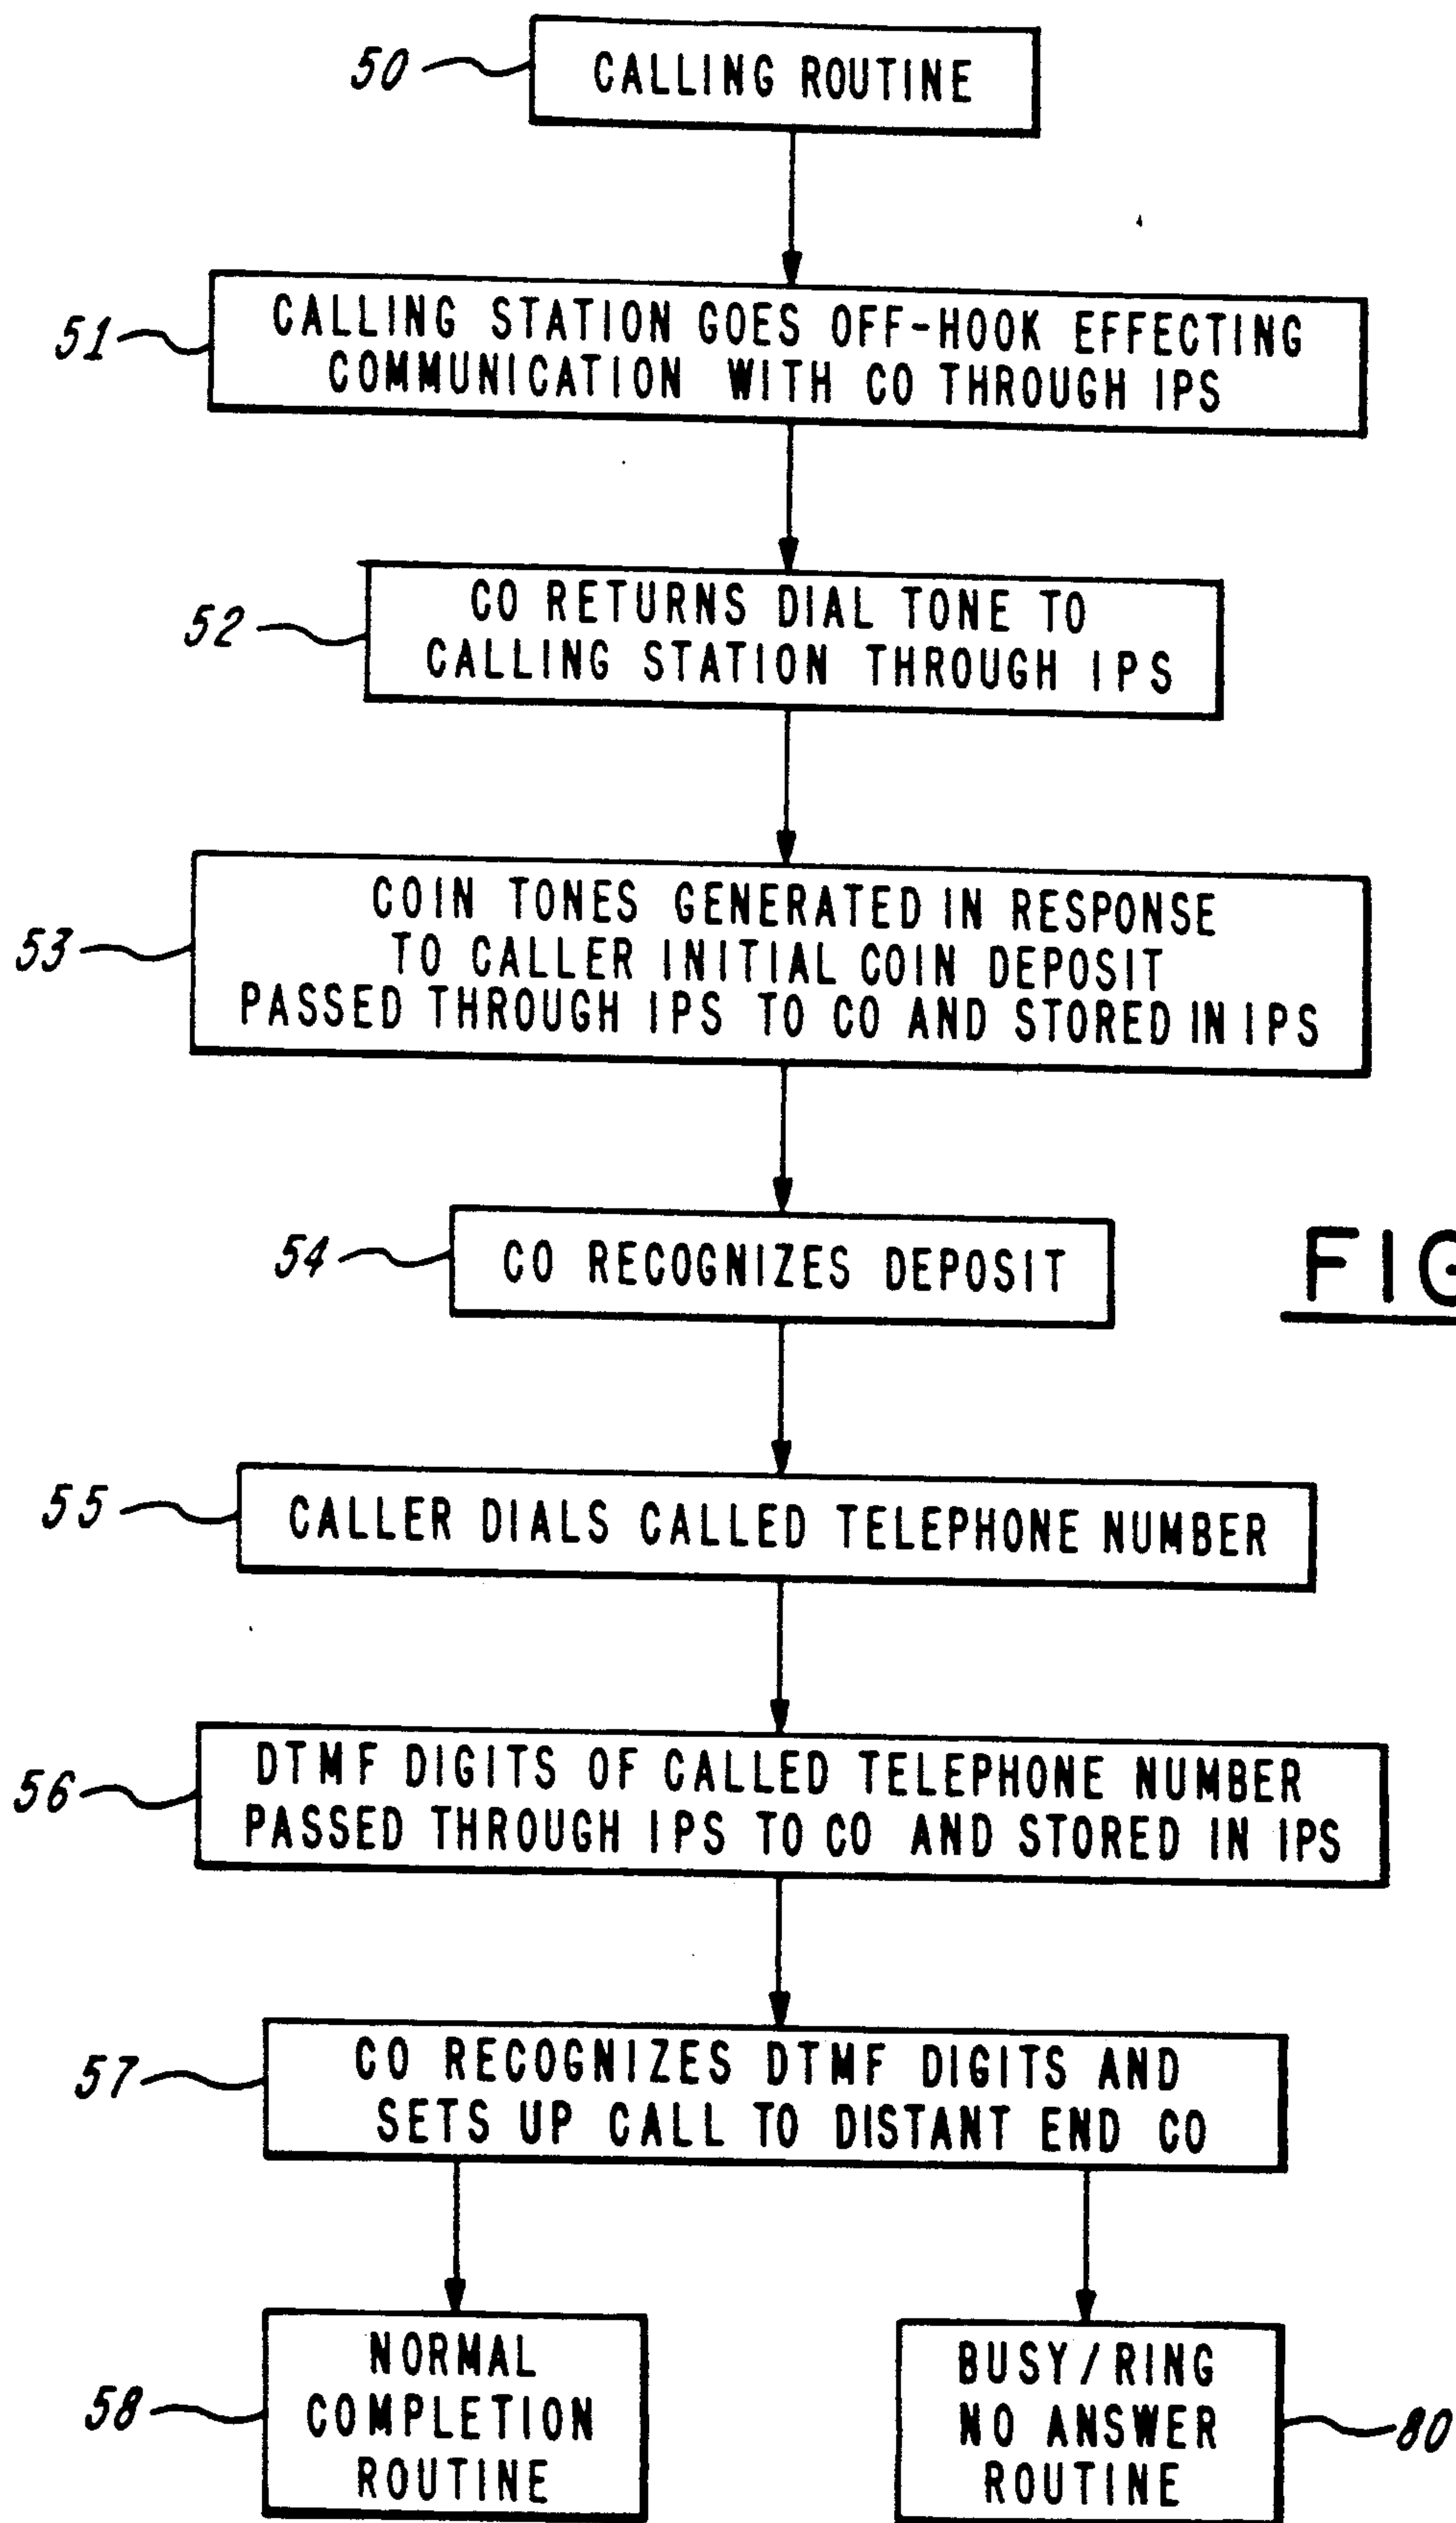 50 CALLING ROUTINE
51 CALLING STATION GOES OFF-HOOK EFFECTING
COMMUNICATION WITH CO THROUGH IPS
52 CO RETURNS DIAL TONE TO
CALLING STATION THROUGH IPS
53 COIN TONES GENERATED IN RESPONSE
TO CALLER INITIAL COIN DEPOSIT
PASSED THROUGH IPS TO CO AND STORED IN IPS
54 CO RECOGNIZES DEPOSIT
FIG
55 CALLER DIALS CALLED TELEPHONE NUMBER
56 DTMF DIGITS OF CALLED TELEPHONE NUMBER
PASSED THROUGH IPS TO CO AND STORED IN IPS
57 CO RECOGNIZES DTMF DIGITS AND
SETS UP CALL TO DISTANT END CO
58 NORMAL
COMPLETION
ROUTINE
BUSY/RING
NO ANSWER
ROUTINE
80